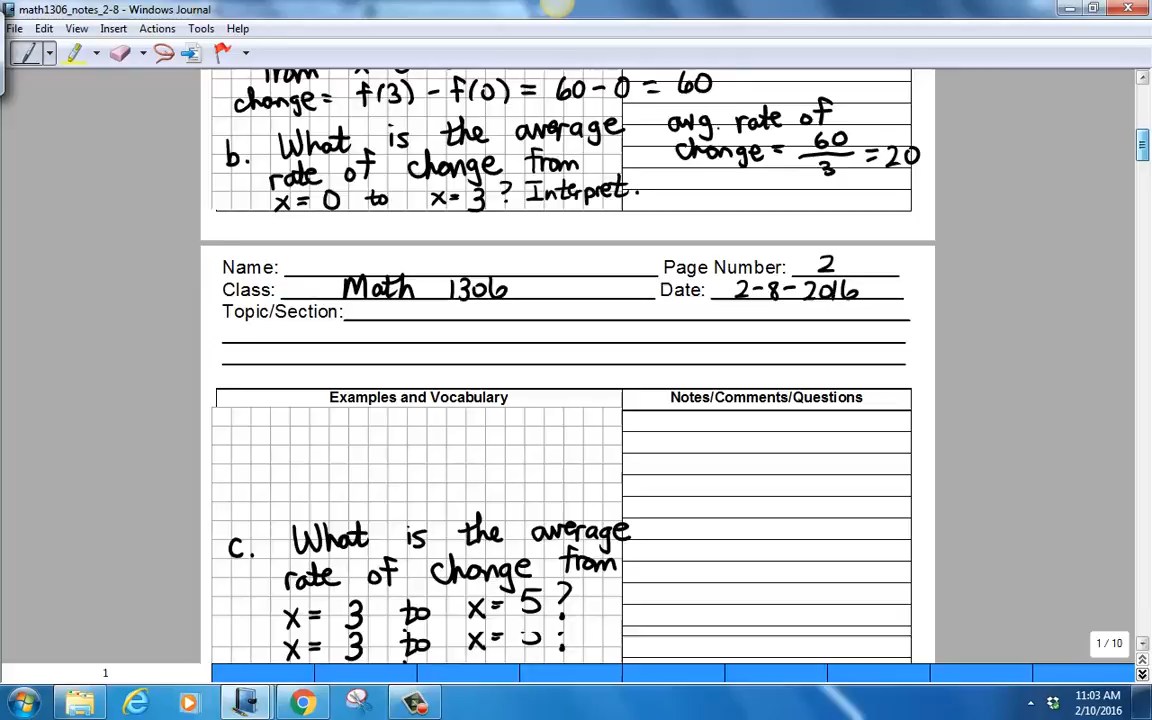 math1306_notes_2-8 - Windows Journal
File Edit View Insert Actions Tools Help
from
change = f(3) - f(0) = 60 - 0 = 60
b. What is the average
rate of change from
x = 0 to x = 3 ? Interpret.
avg. rate of
change = 60/3 = 20
Name:
Page Number: 2
Class: Math 1306
Date: 2-8-2016
Topic/Section:
Examples and Vocabulary
Notes/Comments/Questions
c. What is the average
rate of change from
x = 3 to x = 5 ?
x = 3 to x =
1 / 10
1
11:03 AM
2/10/2016